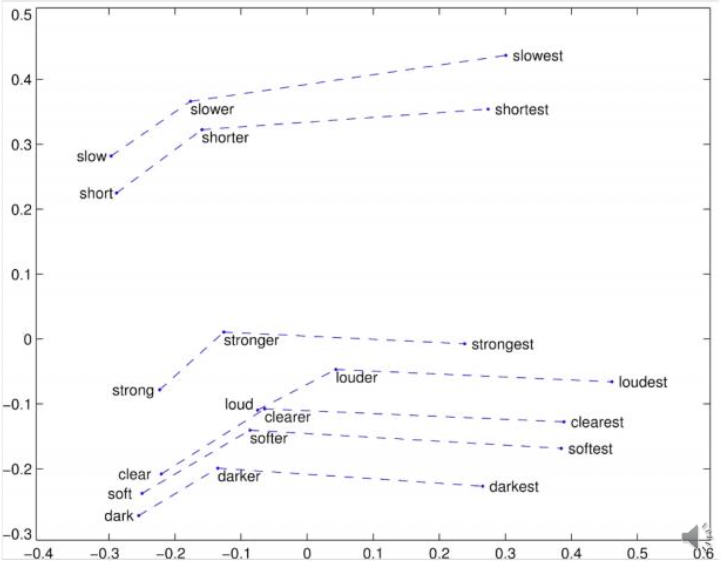 0.5
slowest
0.4
slower
shortest
shorter
0.3
slow
short
0.2
0.1
0
stronger
strongest
louder
loudest
strong
−0.1
loud
clearer
clearest
softer
softest
−0.2
clear
darker
darkest
soft
dark
−0.3
−0.4 −0.3 −0.2 −0.1 0 0.1 0.2 0.3 0.4 0.5 0.6